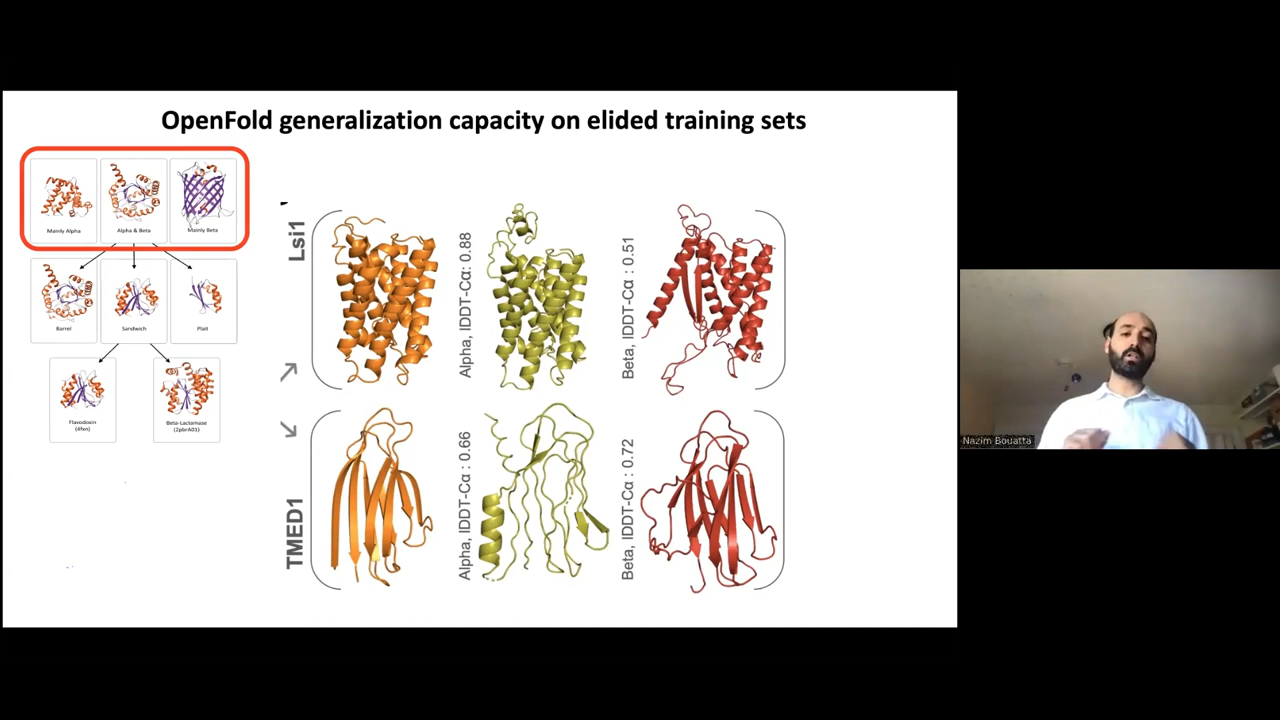 OpenFold generalization capacity on elided training sets
Mainly Alpha
Alpha & Beta
Mainly Beta
Barrel
Sandwich
Plait
Flavodoxin
(4fxn)
Beta-Lactamase
(2pbrA01)
Lsi1
Alpha, lDDT-Cα: 0.88
Beta, lDDT-Cα : 0.51
TMED1
Alpha, lDDT-Cα : 0.66
Beta, lDDT-Cα : 0.72
Nazim Bouatta